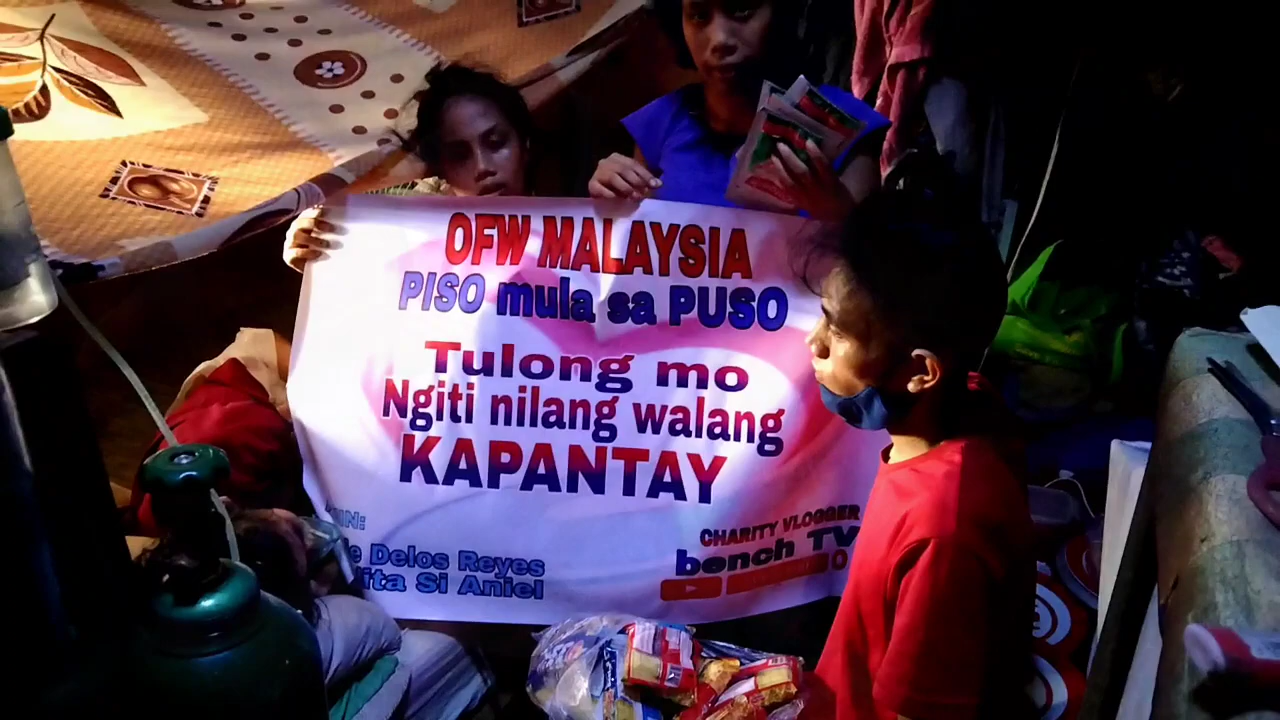 OFW MALAYSIA
PISO mula sa PUSO
Tulong mo
Ngiti nilang walang
KAPANTAY
Delos Reyes
Si Aniel
CHARITY VLOGGER
bench TV